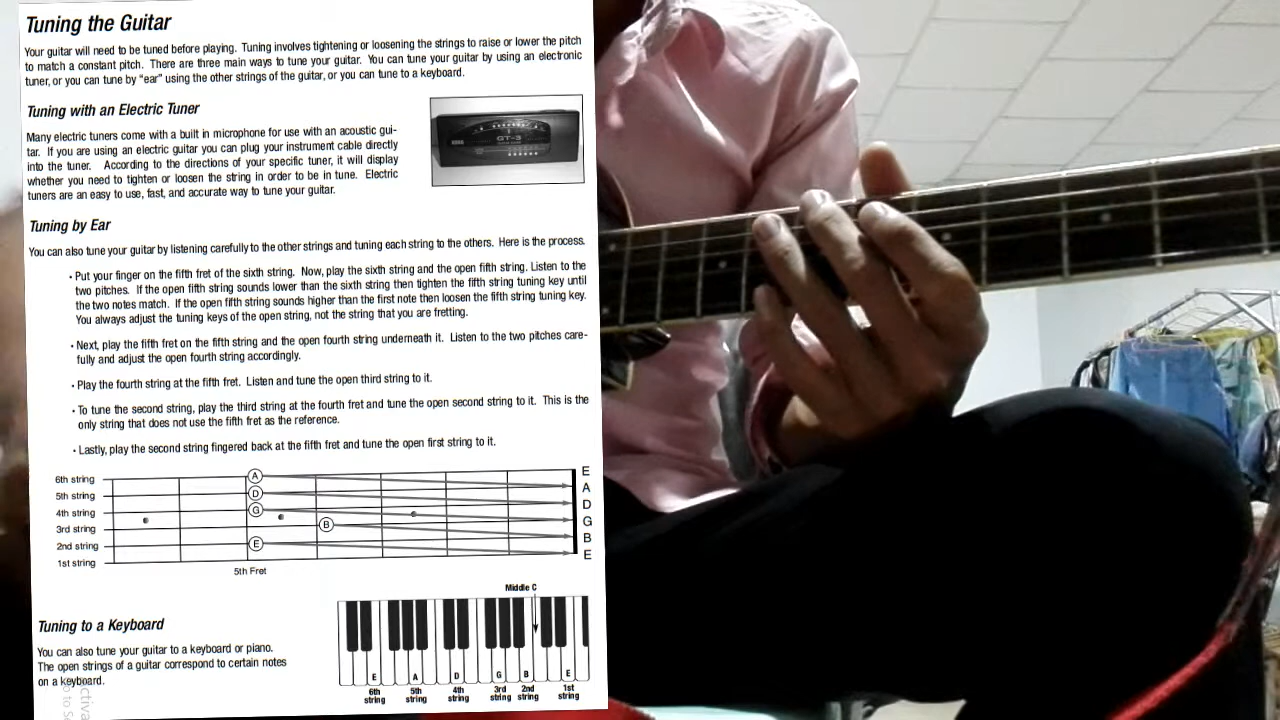 Tuning the Guitar
Your guitar will need to be tuned before playing. Tuning involves tightening or loosening the strings to raise or lower the pitch
to match a constant pitch. There are three main ways to tune your guitar. You can tune your guitar by using an electronic
tuner, or you can tune by “ear” using the other strings of the guitar, or you can tune to a keyboard.
Tuning with an Electric Tuner
Many electric tuners come with a built in microphone for use with an acoustic gui-
tar. If you are using an electric guitar you can plug your instrument cable directly
into the tuner. According to the directions of your specific tuner, it will display
whether you need to tighten or loosen the string in order to be in tune. Electric
tuners are an easy to use, fast, and accurate way to tune your guitar.
GT-3
Tuning by Ear
You can also tune your guitar by listening carefully to the other strings and tuning each string to the others. Here is the process.
• Put your finger on the fifth fret of the sixth string. Now, play the sixth string and the open fifth string. Listen to the
two pitches. If the open fifth string sounds lower than the sixth string then tighten the fifth string tuning key until
the two notes match. If the open fifth string sounds higher than the first note then loosen the fifth string tuning key.
You always adjust the tuning keys of the open string, not the string that you are fretting.
• Next, play the fifth fret on the fifth string and the open fourth string underneath it. Listen to the two pitches care-
fully and adjust the open fourth string accordingly.
• Play the fourth string at the fifth fret. Listen and tune the open third string to it.
• To tune the second string, play the third string at the fourth fret and tune the open second string to it. This is the
only string that does not use the fifth fret as the reference.
• Lastly, play the second string fingered back at the fifth fret and tune the open first string to it.
6th string A E
5th string D A
4th string G D
3rd string B G
2nd string E B
1st string E
5th Fret
Middle C
Tuning to a Keyboard
You can also tune your guitar to a keyboard or piano.
The open strings of a guitar correspond to certain notes
on a keyboard.
E A D G B E
6th string 5th string 4th string 3rd string 2nd string 1st string